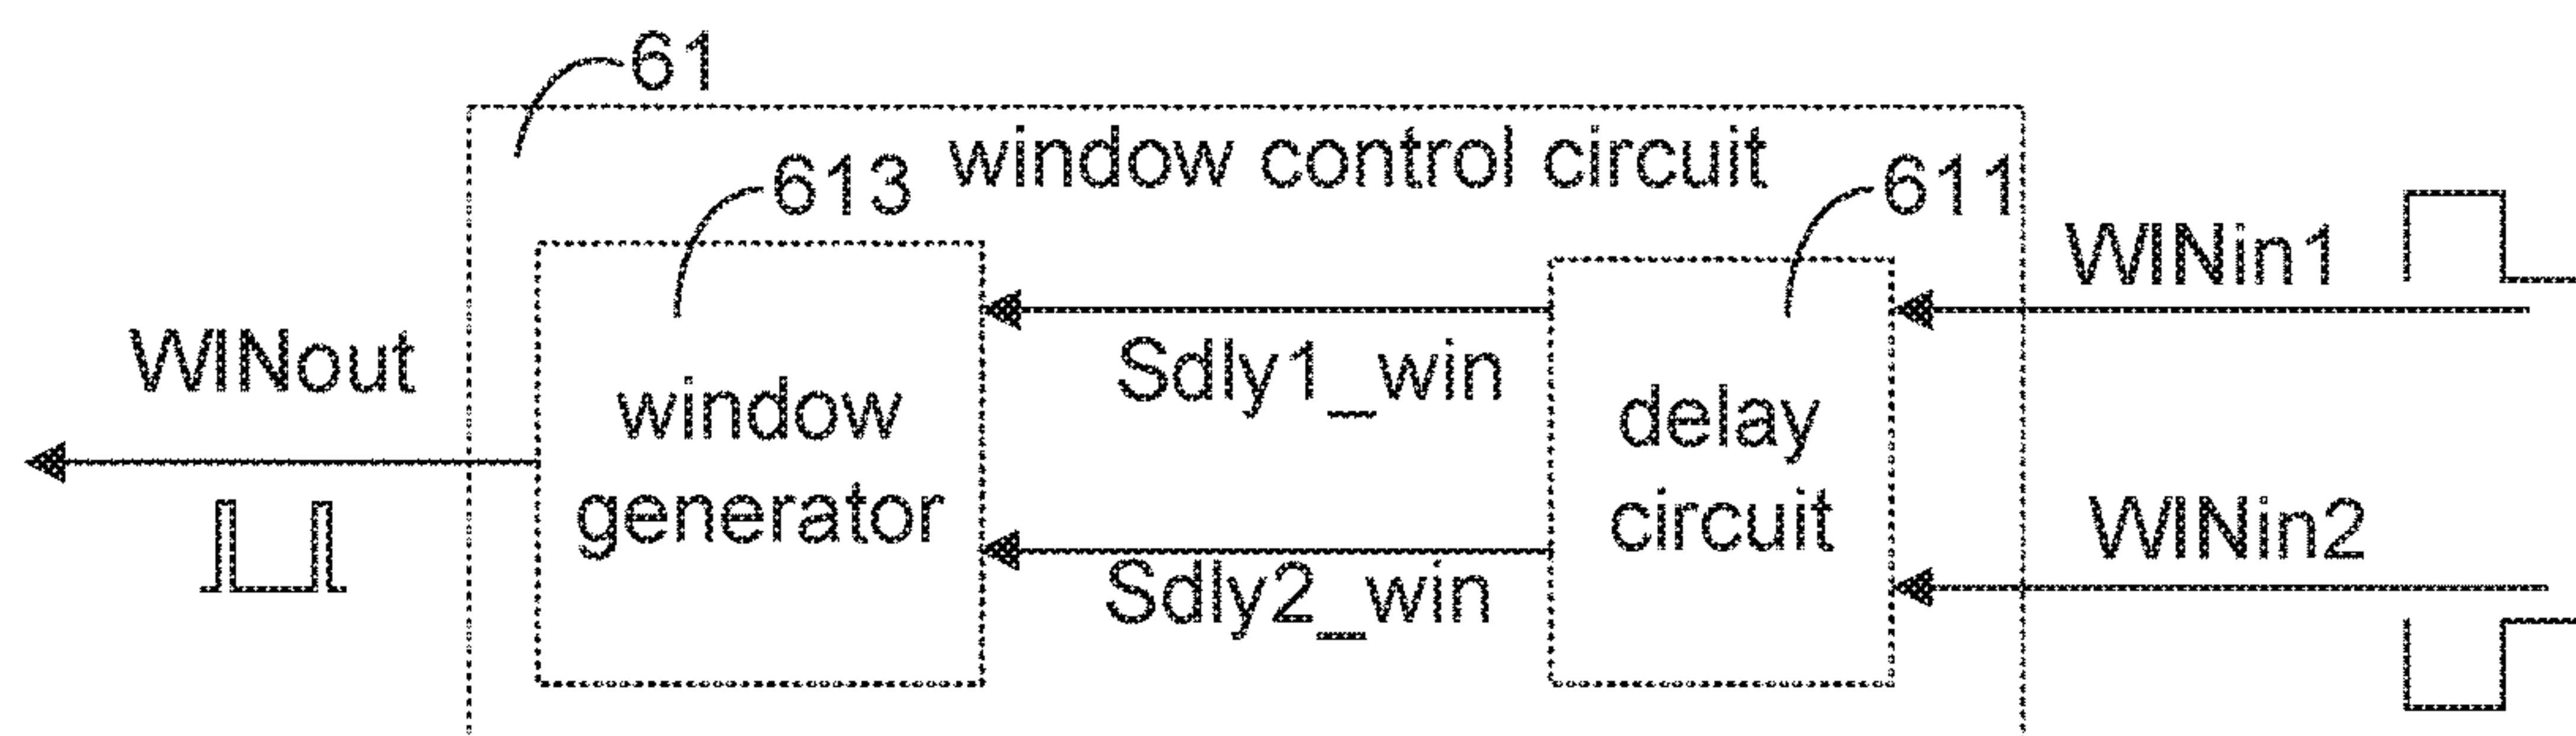 61
window control circuit
613
611
WINin1
WINout
Sdly1_win
window
generator
delay
circuit
WINin2
Sdly2_win